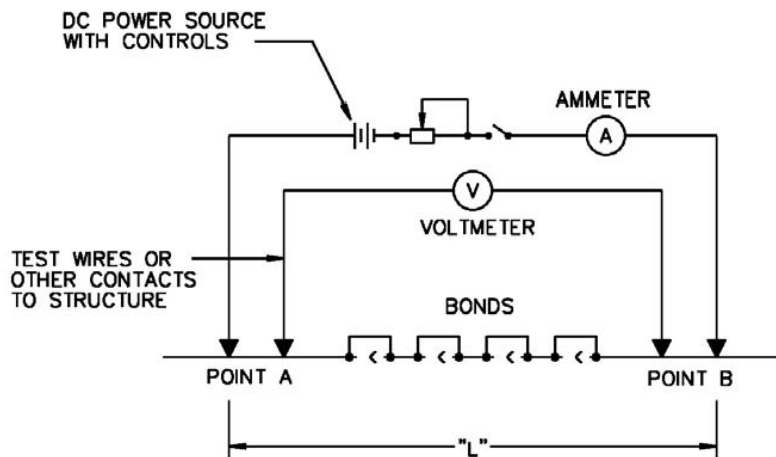 DC POWER SOURCE
WITH CONTROLS
AMMETER
A
V
VOLTMETER
TEST WIRES OR
OTHER CONTACTS
TO STRUCTURE
BONDS
POINT A
POINT B
"L"